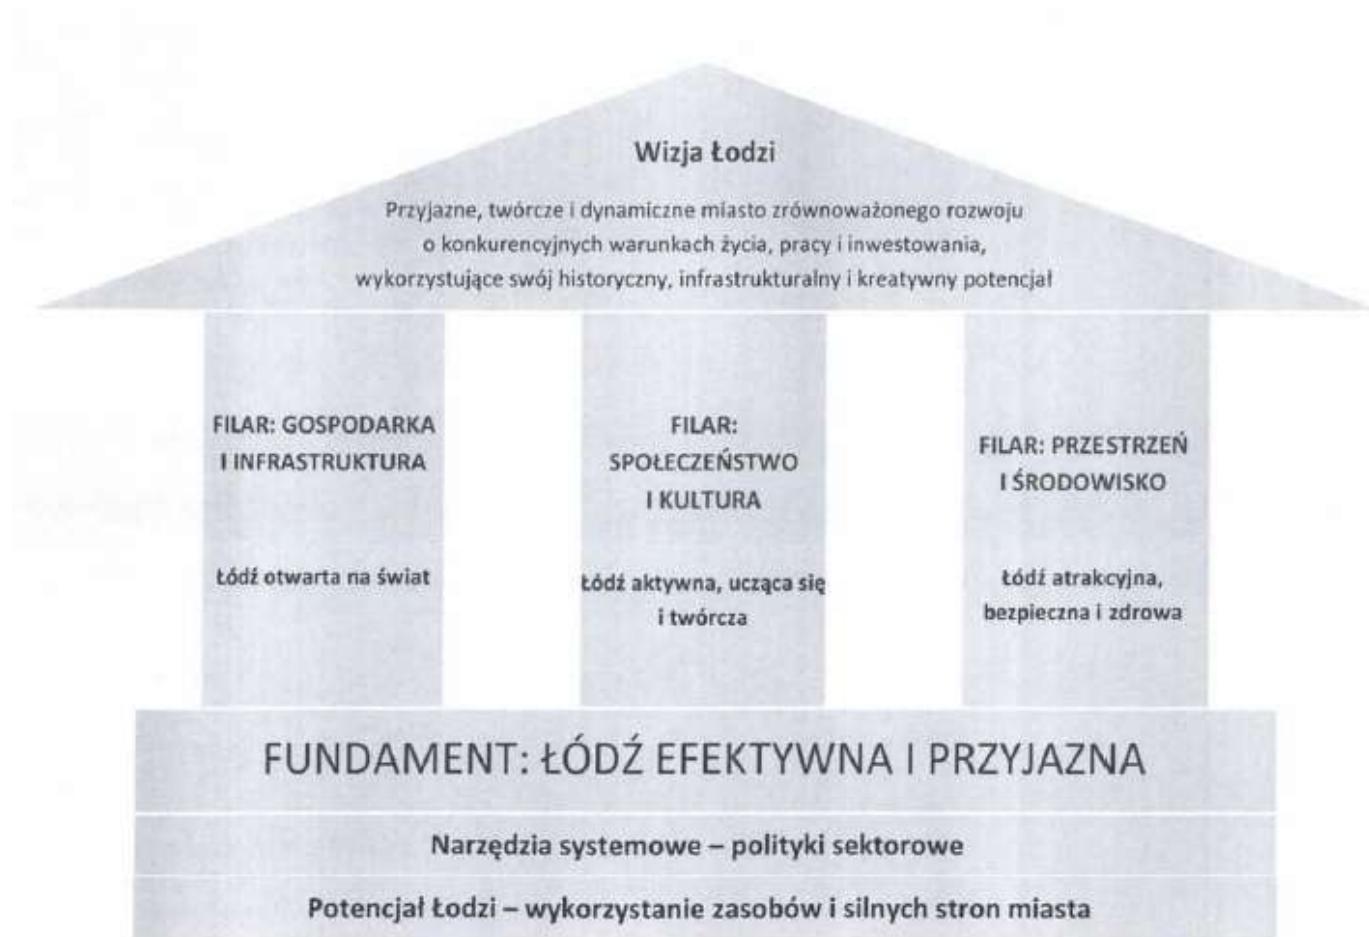 Wizja Łodzi
Przyjazne, twórcze i dynamiczne miasto zrównoważonego rozwoju
o konkurencyjnych warunkach życia, pracy i inwestowania,
wykorzystujące swój historyczny, infrastrukturalny i kreatywny potencjał
FILAR: GOSPODARKA
I INFRASTRUKTURA
Łódź otwarta na świat
FILAR:
SPOŁECZEŃSTWO
I KULTURA
Łódź aktywna, ucząca się
i twórcza
FILAR: PRZESTRZEŃ
I ŚRODOWISKO
Łódź atrakcyjna,
bezpieczna i zdrowa
FUNDAMENT: ŁÓDŹ EFEKTYWNA I PRZYJAZNA
Narzędzia systemowe – polityki sektorowe
Potencjał Łodzi – wykorzystanie zasobów i silnych stron miasta